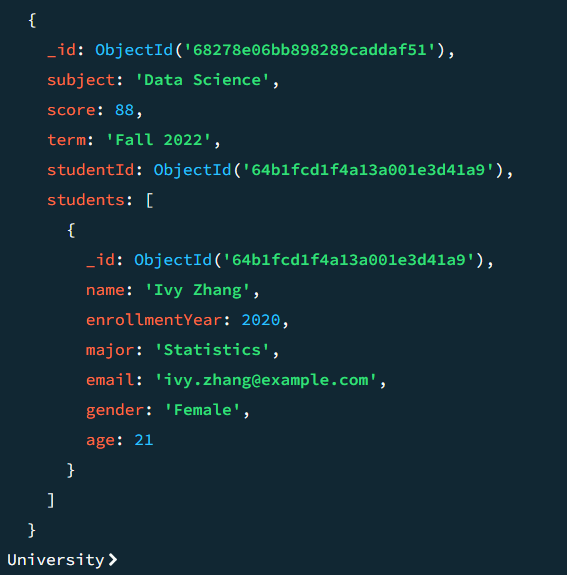 {
_id: ObjectId('68278e06bb898289caddaf51'),
subject: 'Data Science',
score: 88,
term: 'Fall 2022',
studentId: ObjectId('64b1fcd1f4a13a001e3d41a9'),
students: [
{
_id: ObjectId('64b1fcd1f4a13a001e3d41a9'),
name: 'Ivy Zhang',
enrollmentYear: 2020,
major: 'Statistics',
email: 'ivy.zhang@example.com',
gender: 'Female',
age: 21
}
]
}
University>